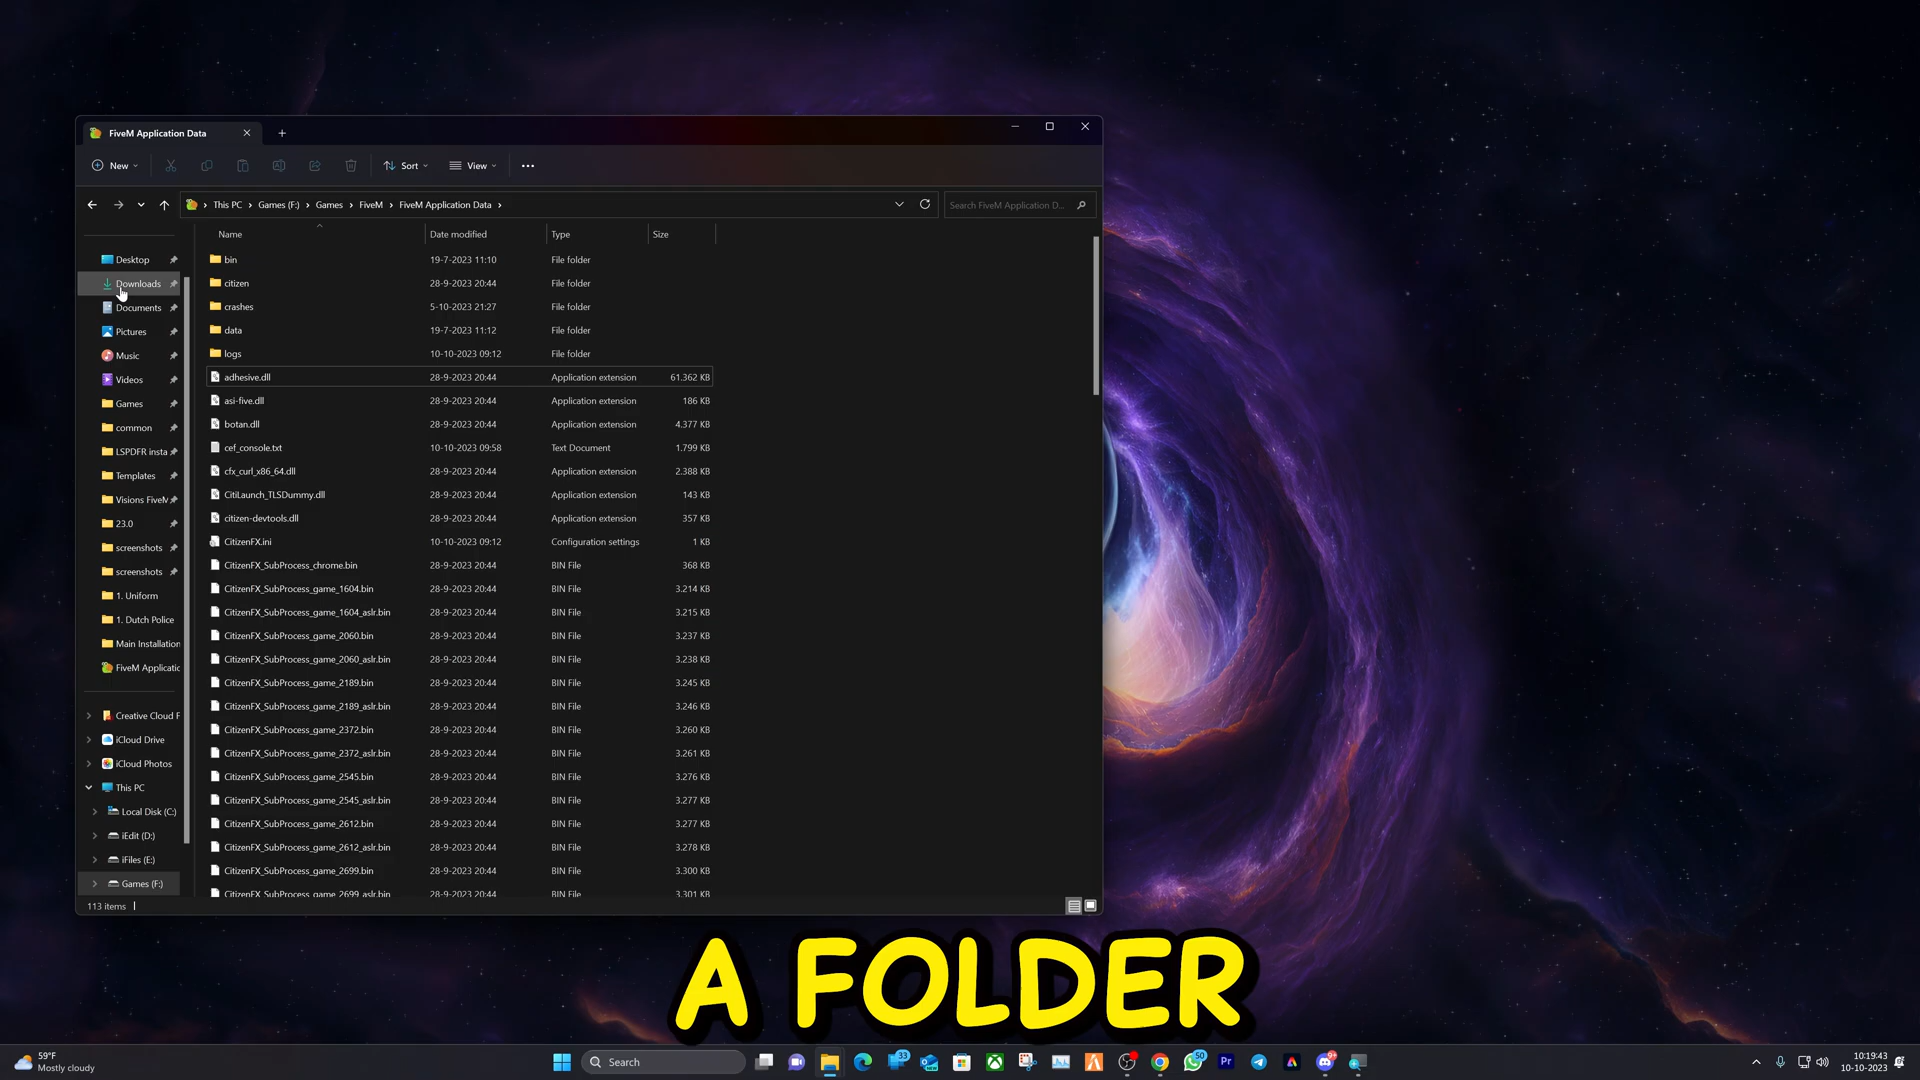 FiveM Application Data
New
Sort
View
This PC > Games (F:) > Games > FiveM > FiveM Application Data >
Search FiveM Application D...
Name Date modified Type Size
Desktop
Downloads
Documents
Pictures
Music
Videos
Games
common
LSPDFR insta
Templates
Visions FiveM
23.0
screenshots
screenshots
1. Uniform
1. Dutch Police
Main Installation
FiveM Applicatic
Creative Cloud F
iCloud Drive
iCloud Photos
This PC
Local Disk (C:)
iEdit (D:)
iFiles (E:)
Games (F:)
bin 19-7-2023 11:10 File folder
citizen 28-9-2023 20:44 File folder
crashes 5-10-2023 21:27 File folder
data 19-7-2023 11:12 File folder
logs 10-10-2023 09:12 File folder
adhesive.dll 28-9-2023 20:44 Application extension 61.362 KB
asi-five.dll 28-9-2023 20:44 Application extension 186 KB
botan.dll 28-9-2023 20:44 Application extension 4.377 KB
cef_console.txt 10-10-2023 09:58 Text Document 1.799 KB
cfx_curl_x86_64.dll 28-9-2023 20:44 Application extension 2.388 KB
CitiLaunch_TLSDummy.dll 28-9-2023 20:44 Application extension 143 KB
citizen-devtools.dll 28-9-2023 20:44 Application extension 357 KB
CitizenFX.ini 10-10-2023 09:12 Configuration settings 1 KB
CitizenFX_SubProcess_chrome.bin 28-9-2023 20:44 BIN File 368 KB
CitizenFX_SubProcess_game_1604.bin 28-9-2023 20:44 BIN File 3.214 KB
CitizenFX_SubProcess_game_1604_aslr.bin 28-9-2023 20:44 BIN File 3.215 KB
CitizenFX_SubProcess_game_2060.bin 28-9-2023 20:44 BIN File 3.237 KB
CitizenFX_SubProcess_game_2060_aslr.bin 28-9-2023 20:44 BIN File 3.238 KB
CitizenFX_SubProcess_game_2189.bin 28-9-2023 20:44 BIN File 3.245 KB
CitizenFX_SubProcess_game_2189_aslr.bin 28-9-2023 20:44 BIN File 3.246 KB
CitizenFX_SubProcess_game_2372.bin 28-9-2023 20:44 BIN File 3.260 KB
CitizenFX_SubProcess_game_2372_aslr.bin 28-9-2023 20:44 BIN File 3.261 KB
CitizenFX_SubProcess_game_2545.bin 28-9-2023 20:44 BIN File 3.276 KB
CitizenFX_SubProcess_game_2545_aslr.bin 28-9-2023 20:44 BIN File 3.277 KB
CitizenFX_SubProcess_game_2612.bin 28-9-2023 20:44 BIN File 3.277 KB
CitizenFX_SubProcess_game_2612_aslr.bin 28-9-2023 20:44 BIN File 3.278 KB
CitizenFX_SubProcess_game_2699.bin 28-9-2023 20:44 BIN File 3.300 KB
CitizenFX_SubProcess_game_2699_aslr.bin 28-9-2023 20:44 BIN File 3.301 KB
113 items
A FOLDER
59°F
Mostly cloudy
Search
33
NEW
50
Pr
9+
10:19:43
10-10-2023